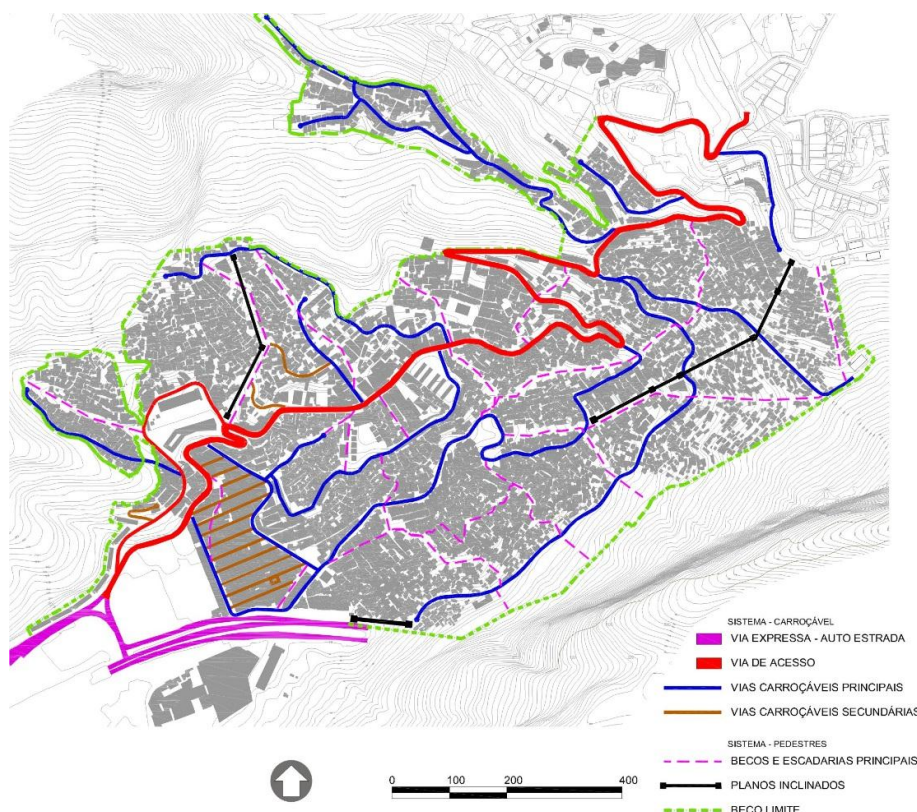 SISTEMA - CARROÇÁVEL
VIA EXPRESSA - AUTO ESTRADA
VIA DE ACESSO
VIAS CARROÇÁVEIS PRINCIPAIS
VIAS CARROÇÁVEIS SECUNDÁRIAS
SISTEMA - PEDESTRES
BECOS E ESCADARIAS PRINCIPAIS
PLANOS INCLINADOS
BECO LIMITE
0 100 200 400